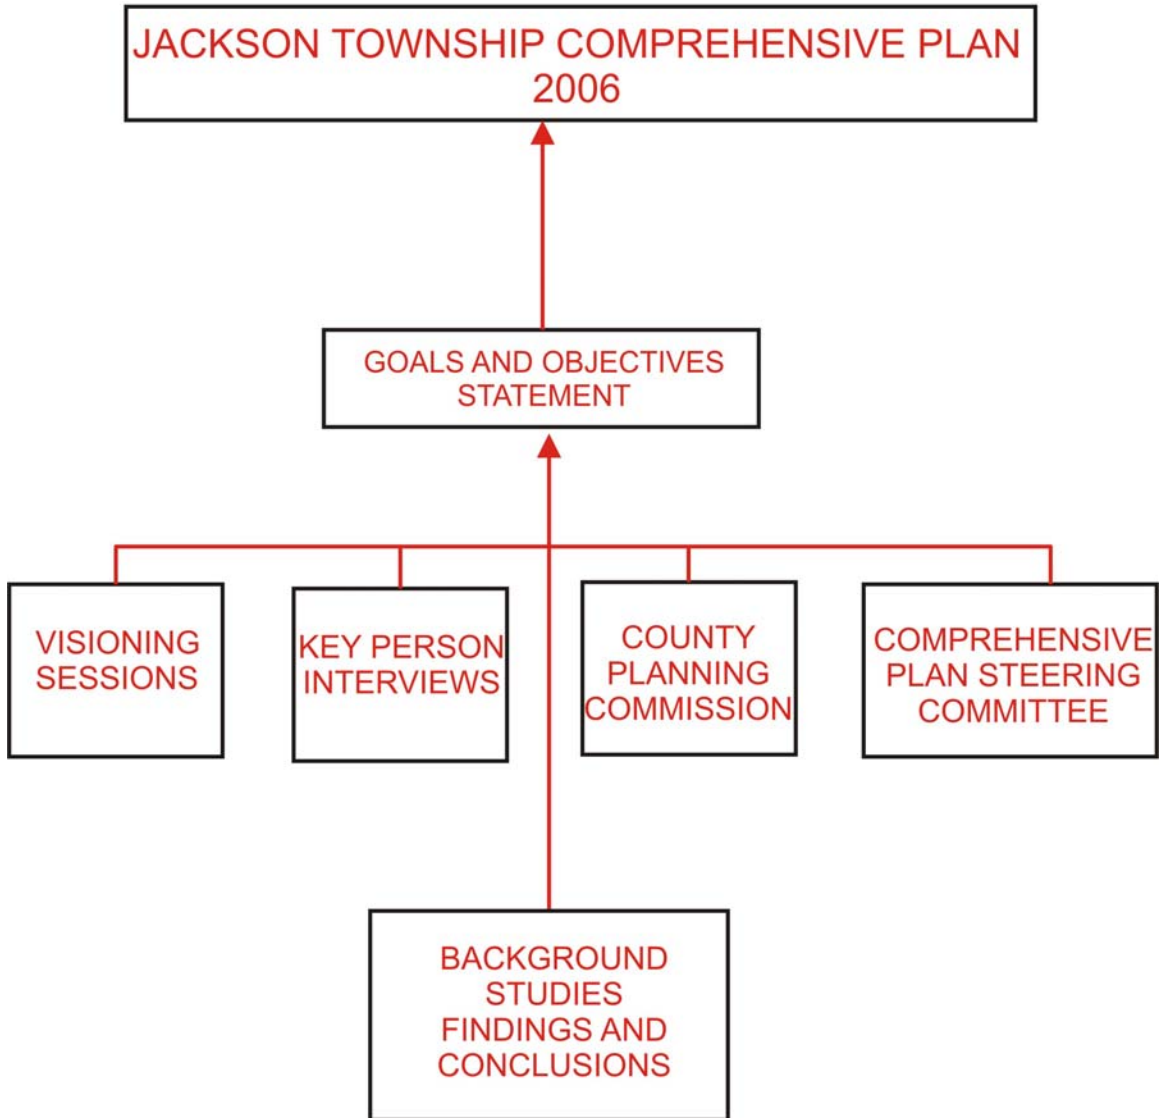 JACKSON TOWNSHIP COMPREHENSIVE PLAN
2006
GOALS AND OBJECTIVES
STATEMENT
VISIONING
SESSIONS
KEY PERSON
INTERVIEWS
COUNTY
PLANNING
COMMISSION
COMPREHENSIVE
PLAN STEERING
COMMITTEE
BACKGROUND
STUDIES
FINDINGS AND
CONCLUSIONS